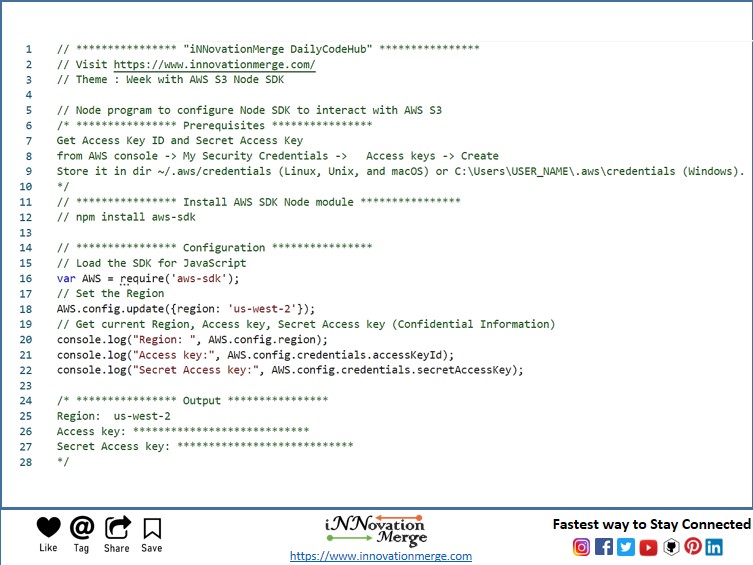 1 // **************** "iNNovationMerge DailyCodeHub" ****************
2 // Visit https://www.innovationmerge.com/
3 // Theme : Week with AWS S3 Node SDK
4
5 // Node program to configure Node SDK to interact with AWS S3
6 /* **************** Prerequisites ****************
7 Get Access Key ID and Secret Access Key
8 from AWS console -> My Security Credentials -> Access keys -> Create
9 Store it in dir ~/.aws/credentials (Linux, Unix, and macOS) or C:\Users\USER_NAME\.aws\credentials (Windows).
10 */
11 // **************** Install AWS SDK Node module ****************
12 // npm install aws-sdk
13
14 // **************** Configuration ****************
15 // Load the SDK for JavaScript
16 var AWS = require('aws-sdk');
17 // Set the Region
18 AWS.config.update({region: 'us-west-2'});
19 // Get current Region, Access key, Secret Access key (Confidential Information)
20 console.log("Region: ", AWS.config.region);
21 console.log("Access key:", AWS.config.credentials.accessKeyId);
22 console.log("Secret Access key:", AWS.config.credentials.secretAccessKey);
23
24 /* **************** Output ****************
25 Region:  us-west-2
26 Access key: ****************************
27 Secret Access key: ****************************
28 */
Like Tag Share Save
iNNovation
Merge
https://www.innovationmerge.com
Fastest way to Stay Connected